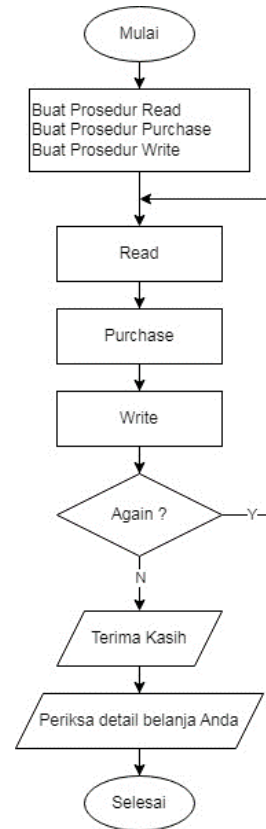 Mulai
Buat Prosedur Read
Buat Prosedur Purchase
Buat Prosedur Write
Read
Purchase
Write
Again ?
Y
N
Terima Kasih
Periksa detail belanja Anda
Selesai